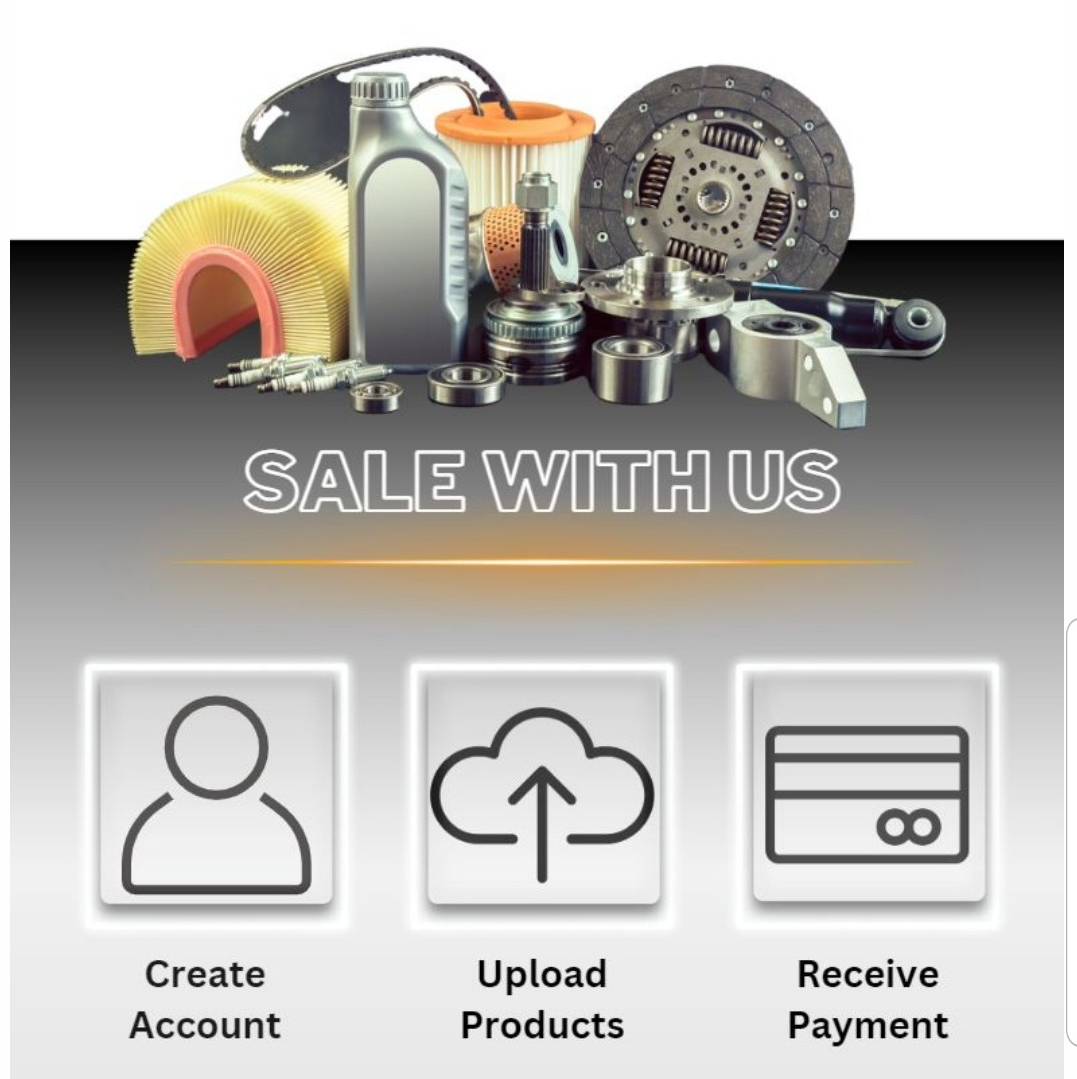 SALE WITH US
Create
Account
Upload
Products
Receive
Payment